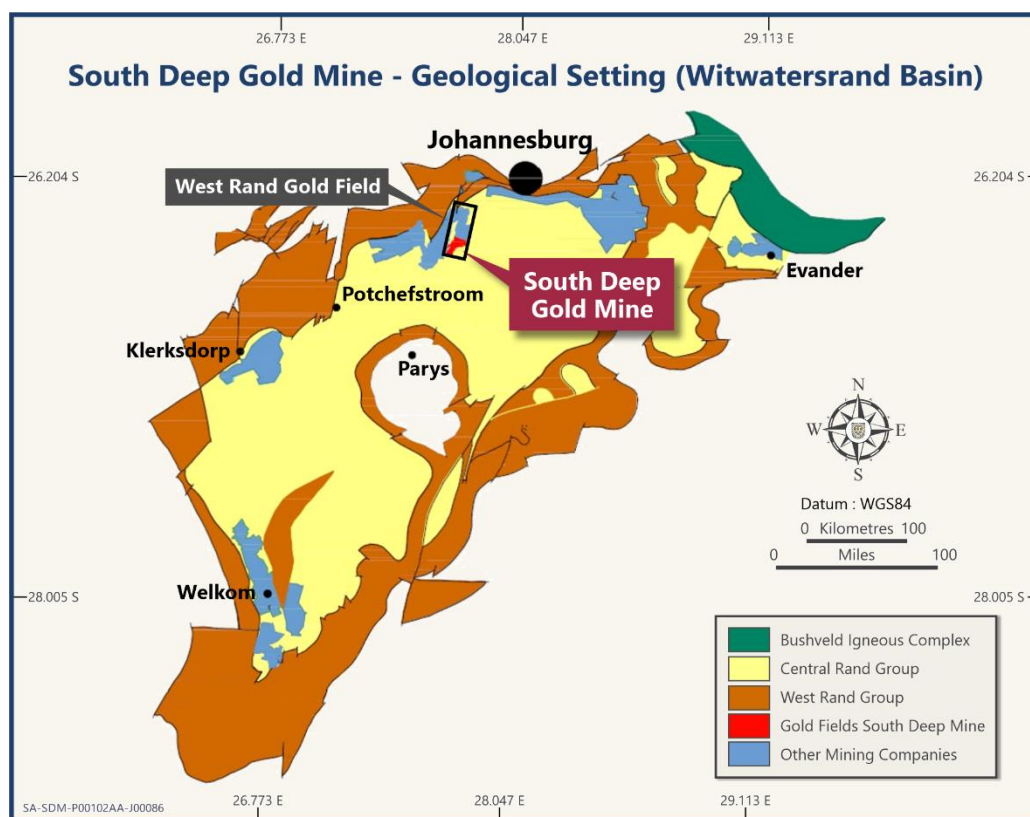 26.773 E
28.047 E
29.113 E
South Deep Gold Mine - Geological Setting (Witwatersrand Basin)
Johannesburg
26.204 S
26.204 S
West Rand Gold Field
South Deep
Gold Mine
Evander
Potchefstroom
Klerksdorp
Parys
N
W
E
S
Datum : WGS84
0 Kilometres 100
0 Miles 100
Welkom
28.005 S
28.005 S
Bushveld Igneous Complex
Central Rand Group
West Rand Group
Gold Fields South Deep Mine
Other Mining Companies
SA-SDM-P00102AA-J00086
26.773 E
28.047 E
29.113 E